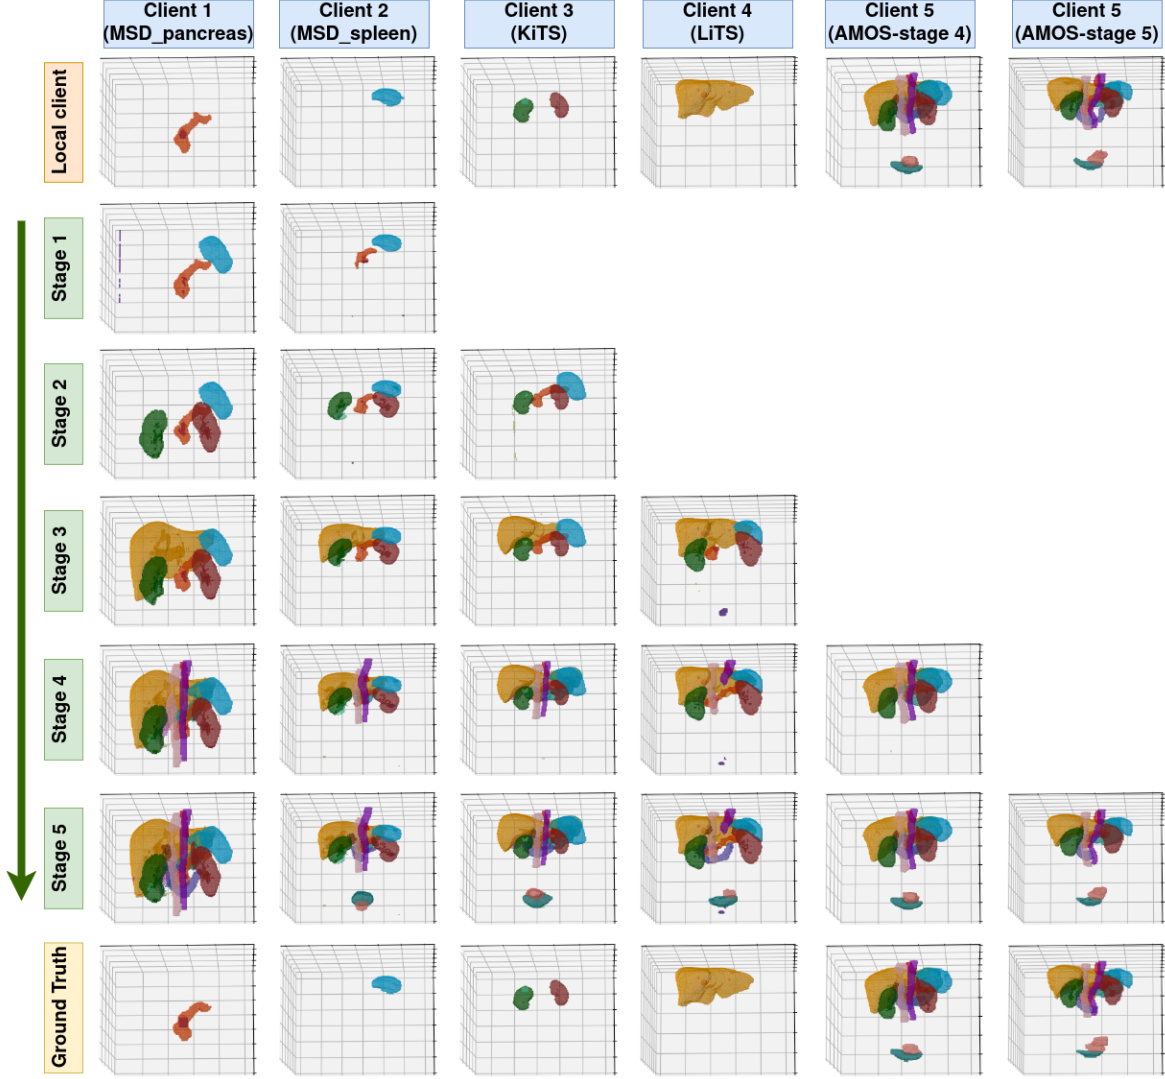 Client 1
(MSD_pancreas)
Client 2
(MSD_spleen)
Client 3
(KiTS)
Client 4
(LiTS)
Client 5
(AMOS-stage 4)
Client 5
(AMOS-stage 5)
Local client
Stage 1
Stage 2
Stage 3
Stage 4
Stage 5
Ground Truth